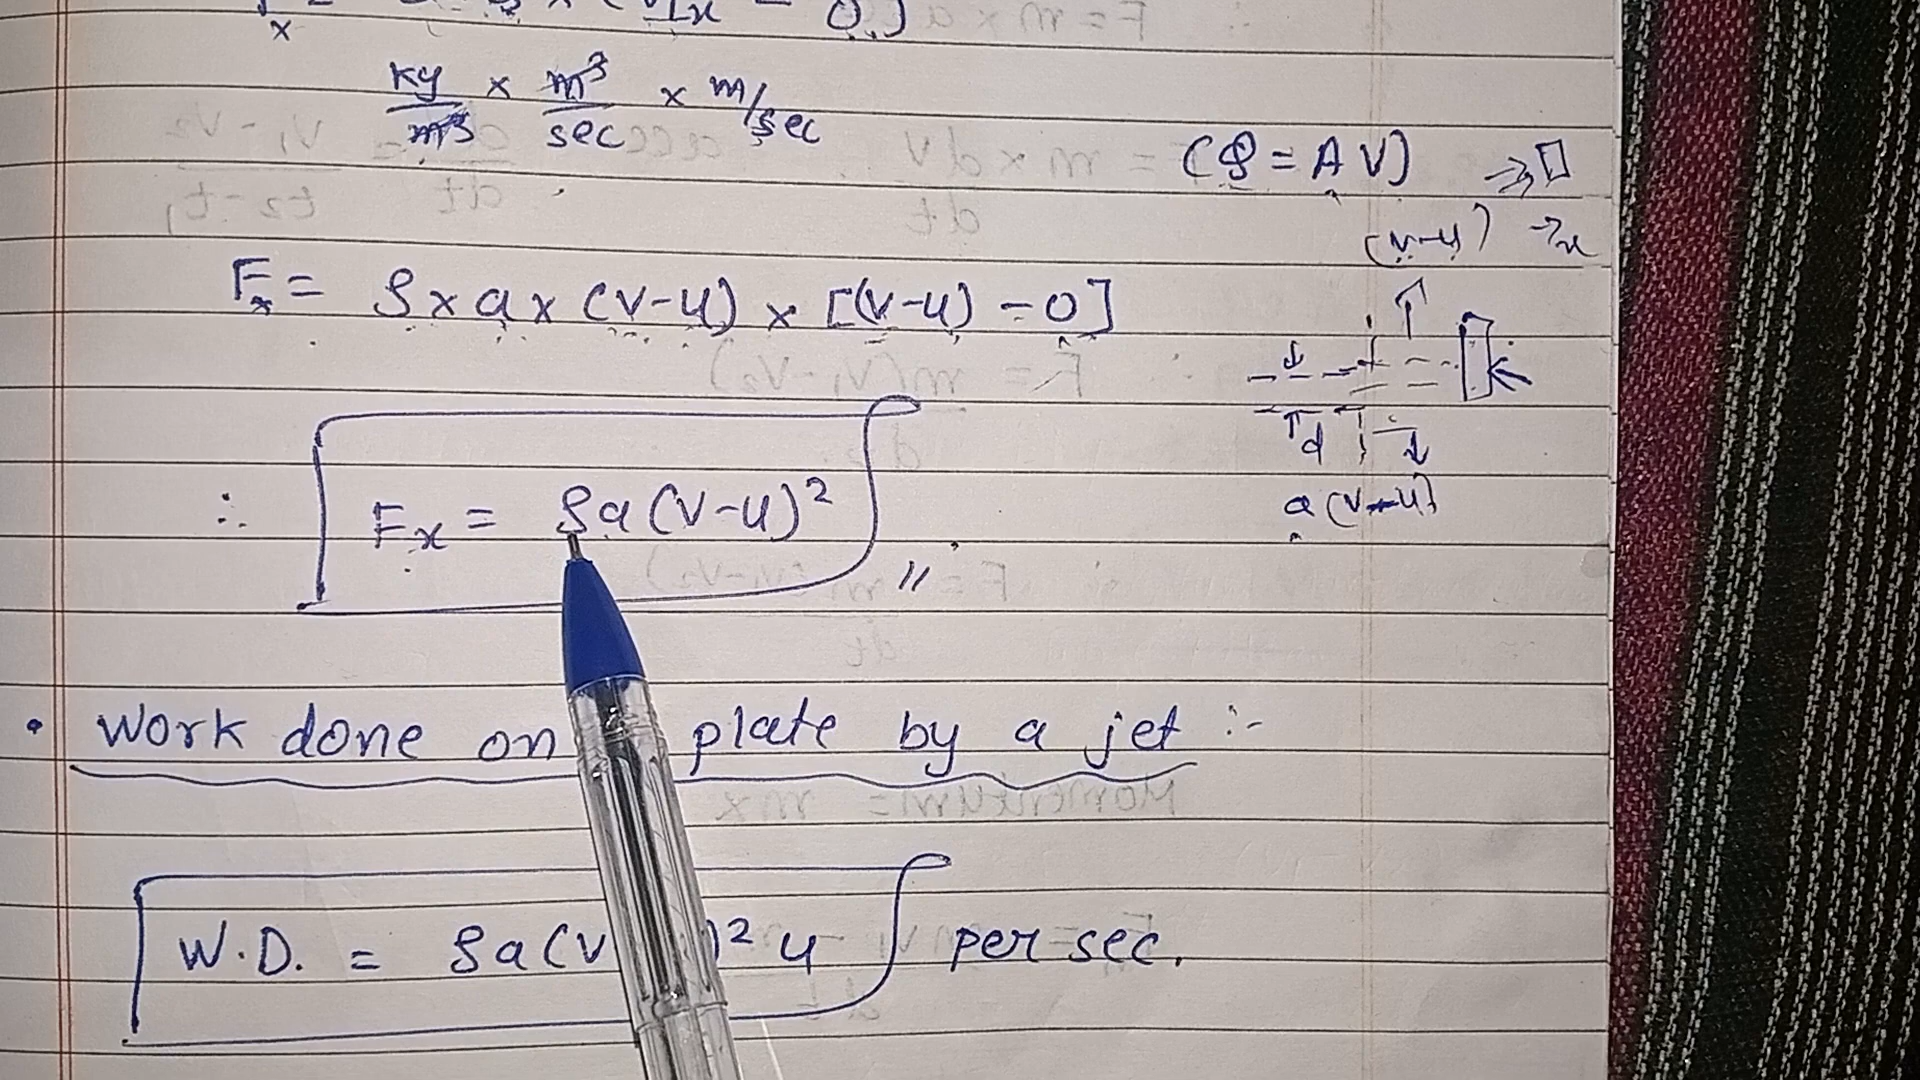 kg/m³ × m³/sec × m/sec
(Q = A V)
(v-u) → x
Fx = ρ × a × (v-u) × [(v-u) - 0]
d
a (v-u)
∴ Fx = ρa(v-u)²
• Work done on plate by a jet :-
W.D. = ρa(v )² u per sec.